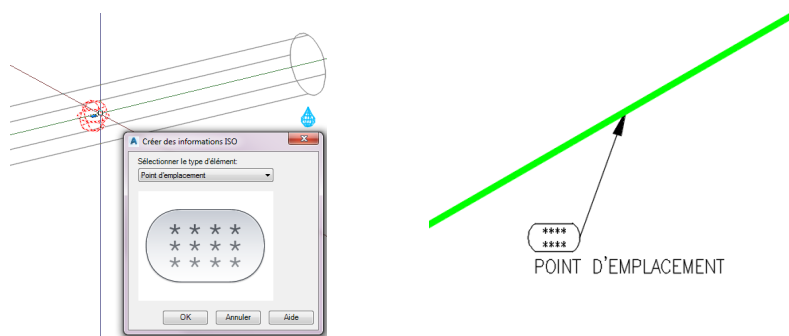 Créer des informations ISO
Sélectionner le type d'élément:
Point d'emplacement
* * * *
* * * *
* * * *
OK Annuler Aide
****
****
POINT D'EMPLACEMENT